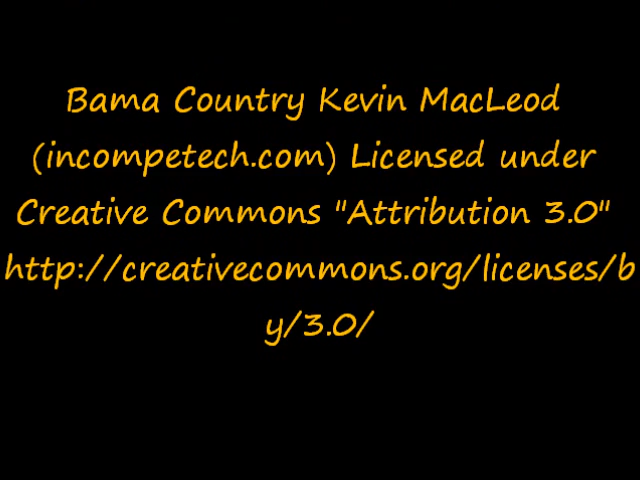 Bama Country Kevin MacLeod
(incompetech.com) Licensed under
Creative Commons "Attribution 3.0"
http://creativecommons.org/licenses/b
y/3.0/